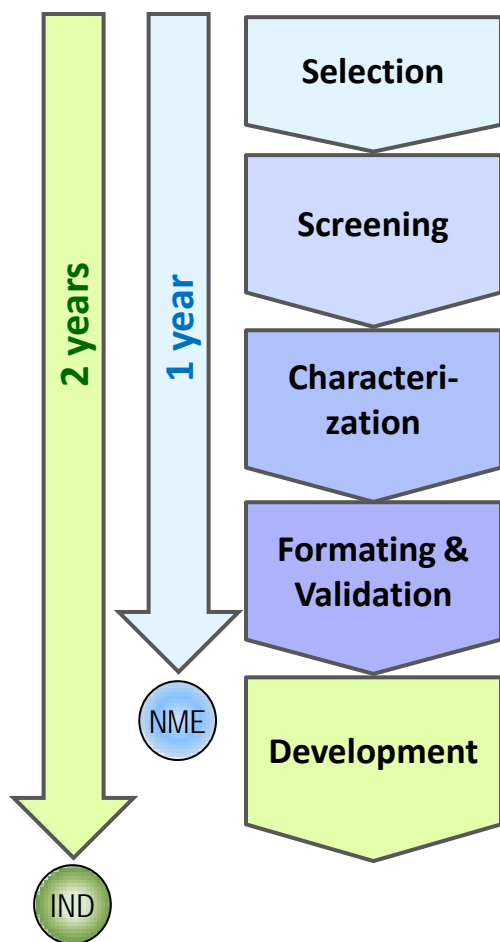 2 years
1 year
Selection
Screening
Characteri-
zation
Formating &
Validation
NME
Development
IND